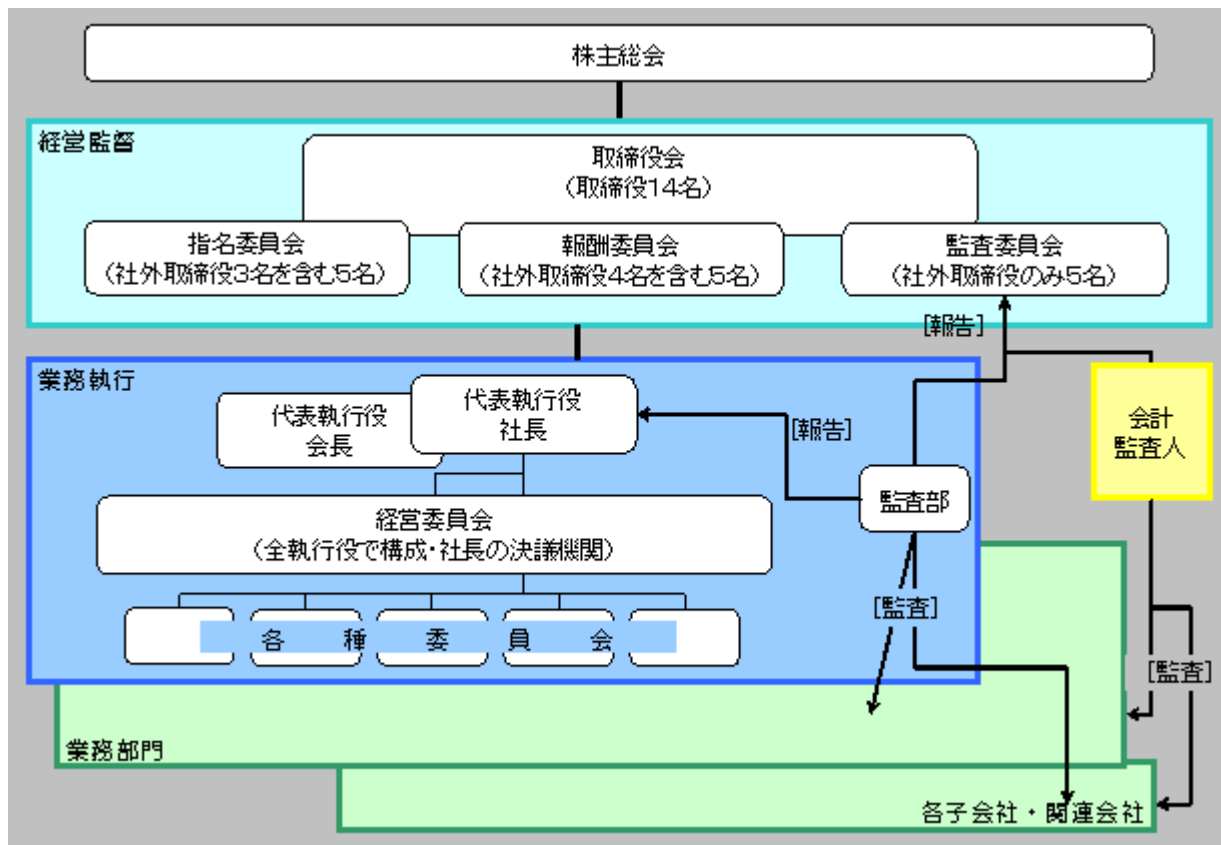 株主総会
経営監督
取締役会
（取締役14名）
指名委員会
（社外取締役3名を含む5名）
報酬委員会
（社外取締役4名を含む5名）
監査委員会
（社外取締役のみ5名）
[報告]
業務執行
代表執行役
会長
代表執行役
社長
[報告]
会計
監査人
監査部
経営委員会
（全執行役で構成・社長の決議機関）
[監査]
各種委員会
[監査]
業務部門
各子会社・関連会社